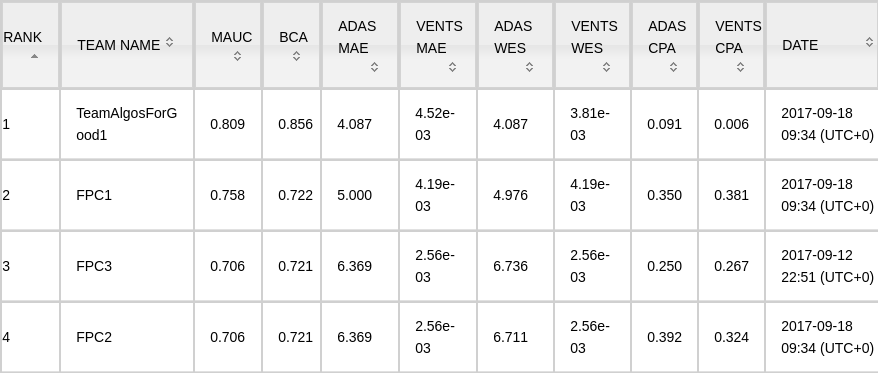 RANK TEAM NAME MAUC BCA ADAS MAE VENTS MAE ADAS WES VENTS WES ADAS CPA VENTS CPA DATE
1 TeamAlgosForGood1 0.809 0.856 4.087 4.52e-03 4.087 3.81e-03 0.091 0.006 2017-09-18 09:34 (UTC+0)
2 FPC1 0.758 0.722 5.000 4.19e-03 4.976 4.19e-03 0.350 0.381 2017-09-18 09:34 (UTC+0)
3 FPC3 0.706 0.721 6.369 2.56e-03 6.736 2.56e-03 0.250 0.267 2017-09-12 22:51 (UTC+0)
4 FPC2 0.706 0.721 6.369 2.56e-03 6.711 2.56e-03 0.392 0.324 2017-09-18 09:34 (UTC+0)